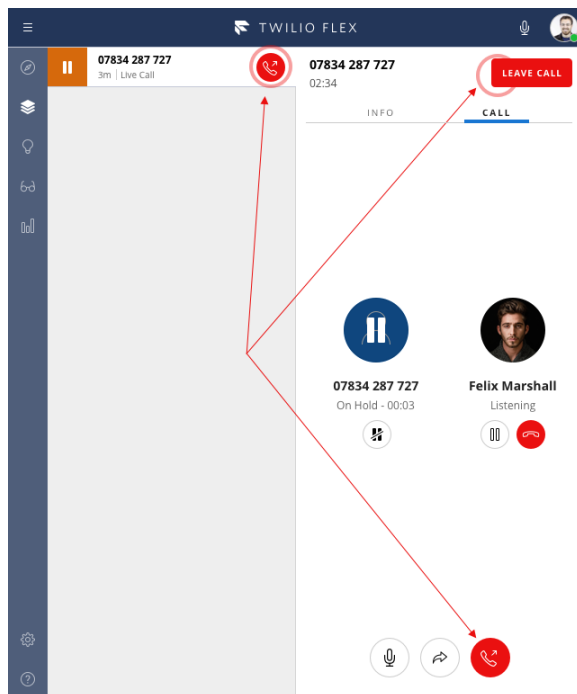 TWILIO FLEX
07834 287 727
3m | Live Call
07834 287 727
02:34
LEAVE CALL
INFO
CALL
07834 287 727
On Hold - 00:03
Felix Marshall
Listening